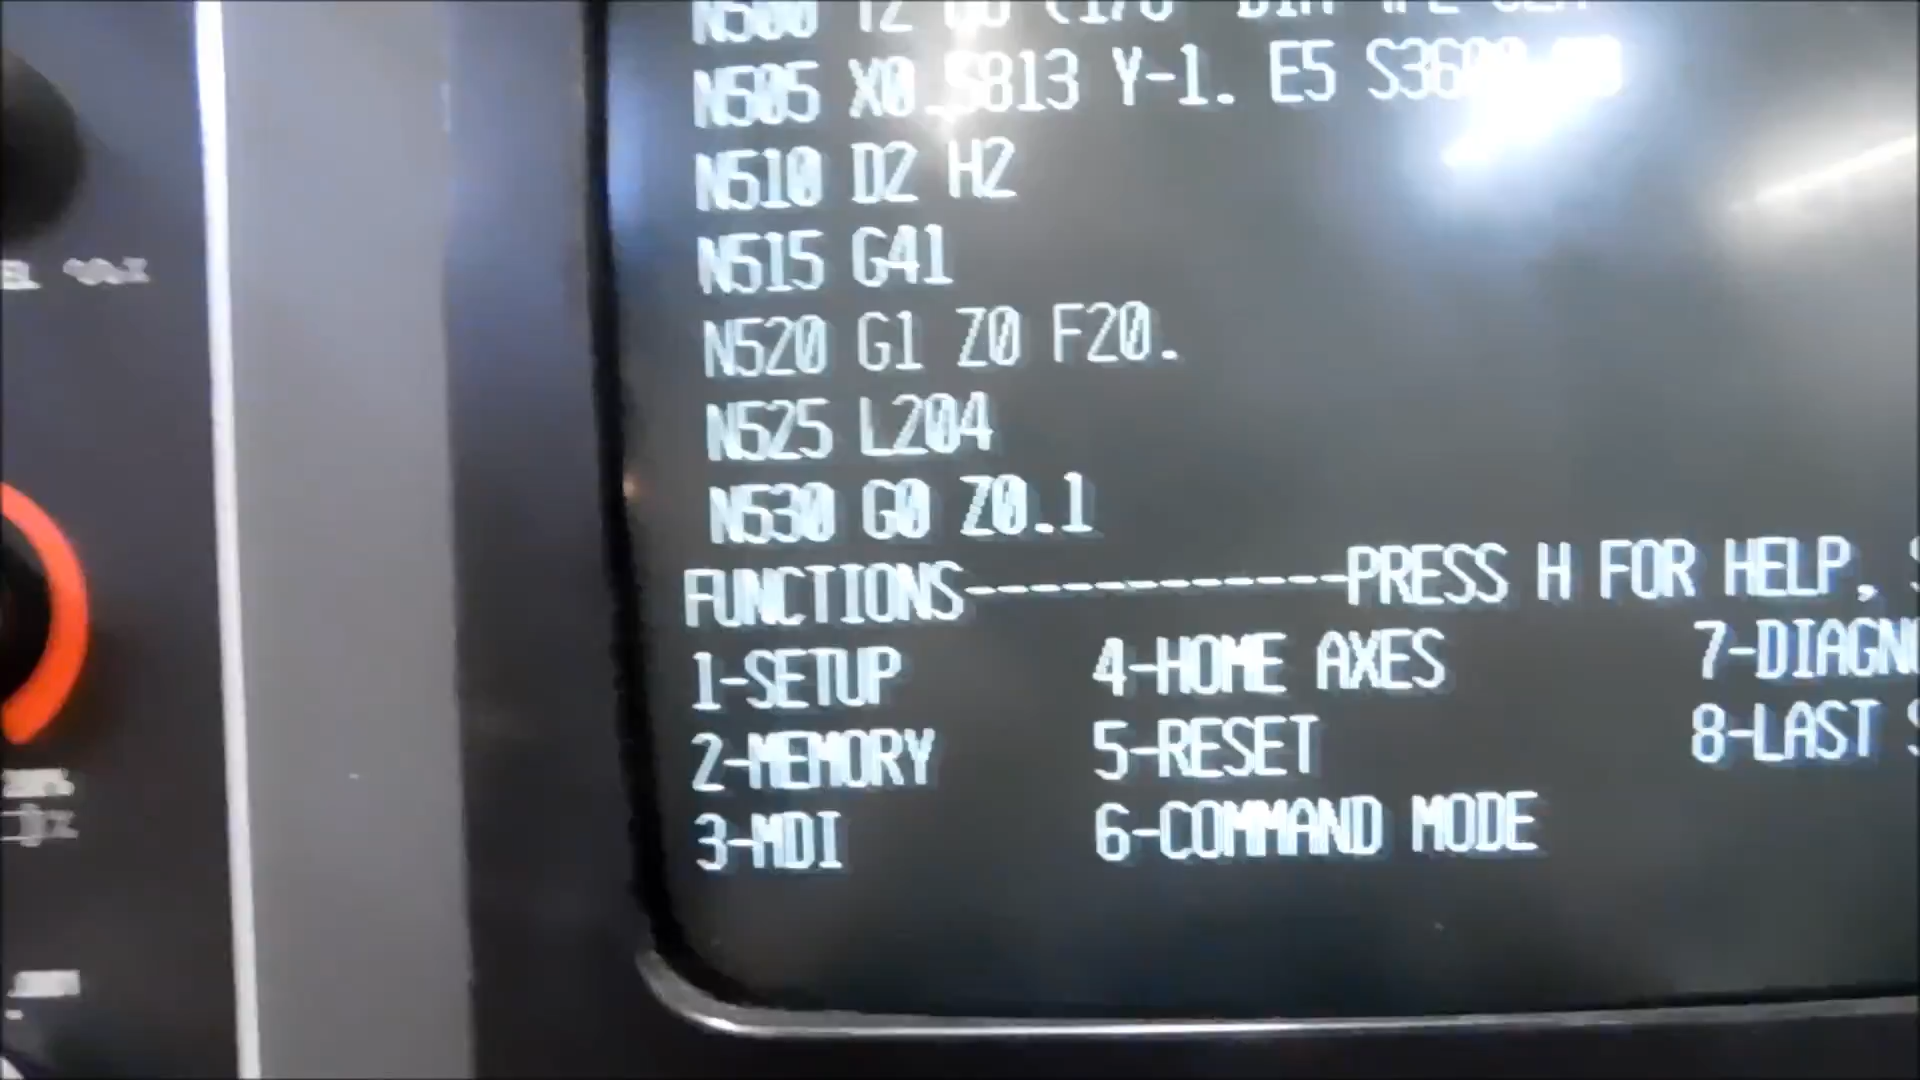 N500 T2
N505 X0.5813 Y-1. E5
N510 D2 H2
N515 G41
N520 G1 Z0 F20.
N525 L204
N530 G0 Z0.1
FUNCTIONS------------PRESS H FOR HELP,
1-SETUP 4-HOME AXES 7-DIAGN
2-MEMORY 5-RESET 8-LAST S
3-MDI 6-COMMAND MODE